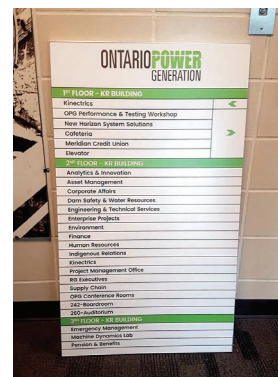 ONTARIOPOWER
GENERATION
1ST FLOOR - KR BUILDING
Kinectrics
OPG Performance & Testing Workshop
New Horizon System Solutions
Cafeteria
Meridian Credit Union
Elevator
2ND FLOOR - KR BUILDING
Analytics & Innovation
Asset Management
Corporate Affairs
Dam Safety & Water Resources
Engineering & Technical Services
Enterprise Projects
Environment
Finance
Human Resources
Indigenous Relations
Kinectrics
Project Management Office
RG Executives
Supply Chain
OPG Conference Rooms
242-Boardroom
260-Auditorium
3RD FLOOR - KR BUILDING
Emergency Management
Machine Dynamics Lab
Pension & Benefits